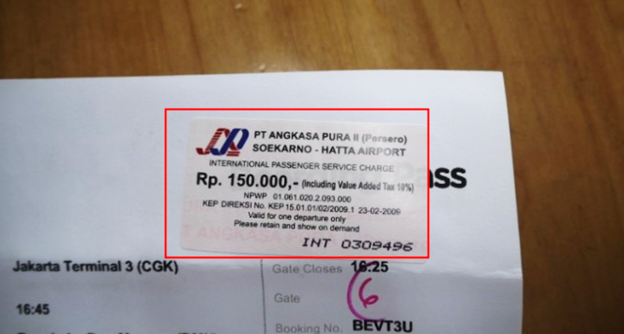 PT ANGKASA PURA II (Persero)
SOEKARNO - HATTA AIRPORT
INTERNATIONAL PASSENGER SERVICE CHARGE
Rp. 150.000,- (Including Value Added Tax 10%)
NPWP 01.061.020.2.093.000
KEP DIREKSI No. KEP 15.01.01/02/2009.1 23-02-2009
Valid for one departure only
Please retain and show on demand
INT 0309496
Jakarta Terminal 3 (CGK)
16:45
Gate Closes 16:25
Gate 6
Booking No. BEVT3U